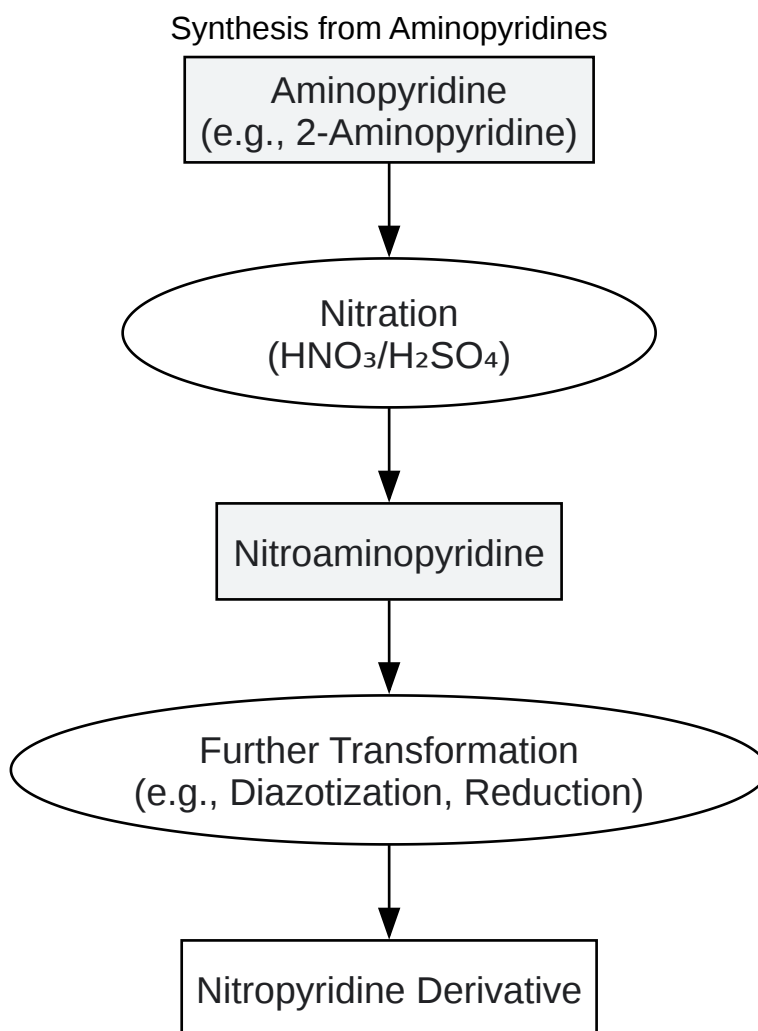 Synthesis from Aminopyridines
Aminopyridine
(e.g., 2-Aminopyridine)
Nitration
(HNO₃/H₂SO₄)
Nitroaminopyridine
Further Transformation
(e.g., Diazotization, Reduction)
Nitropyridine Derivative